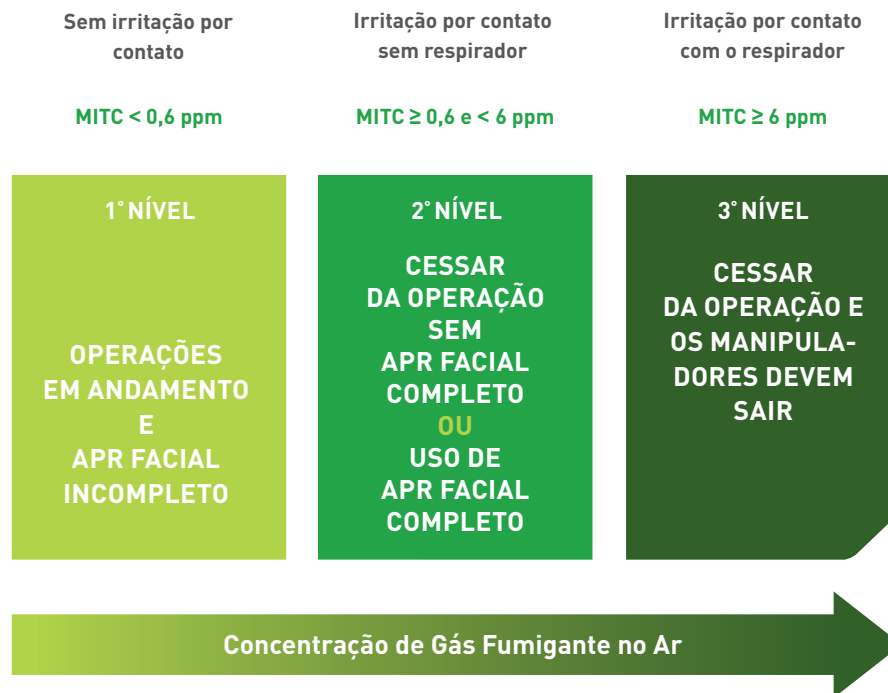 Sem irritação por
contato
MITC < 0,6 ppm
1° NÍVEL
OPERAÇÕES
EM ANDAMENTO
E
APR FACIAL
INCOMPLETO
Irritação por contato
sem respirador
MITC ≥ 0,6 e < 6 ppm
2° NÍVEL
CESSAR
DA OPERAÇÃO
SEM
APR FACIAL
COMPLETO
OU
USO DE
APR FACIAL
COMPLETO
Irritação por contato
com o respirador
MITC ≥ 6 ppm
3° NÍVEL
CESSAR
DA OPERAÇÃO E
OS MANIPULA-
DORES DEVEM
SAIR
Concentração de Gás Fumigante no Ar